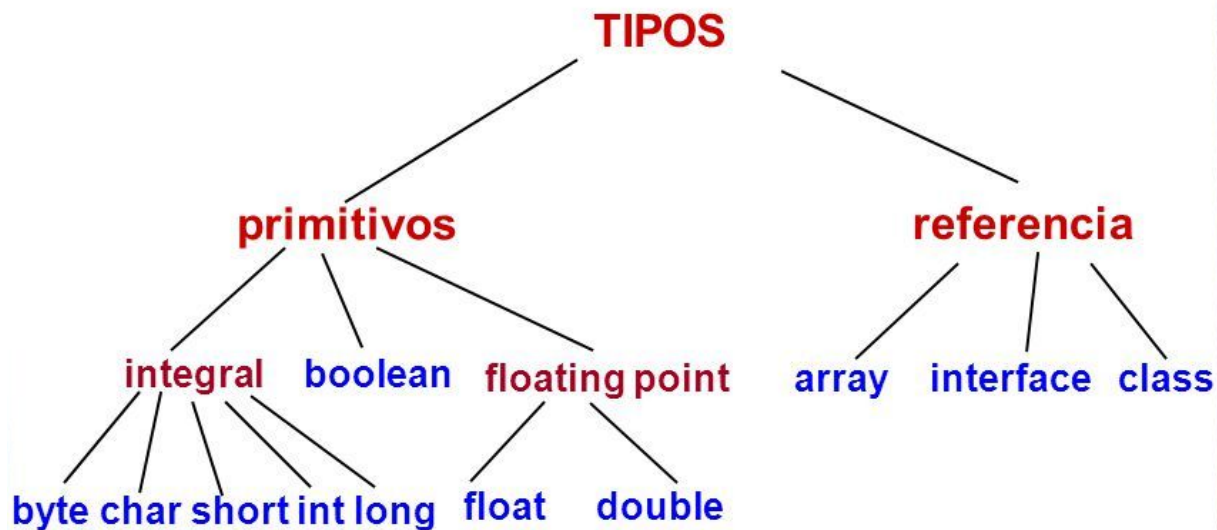 TIPOS
primitivos referencia
integral boolean floating point array interface class
byte char short int long float double